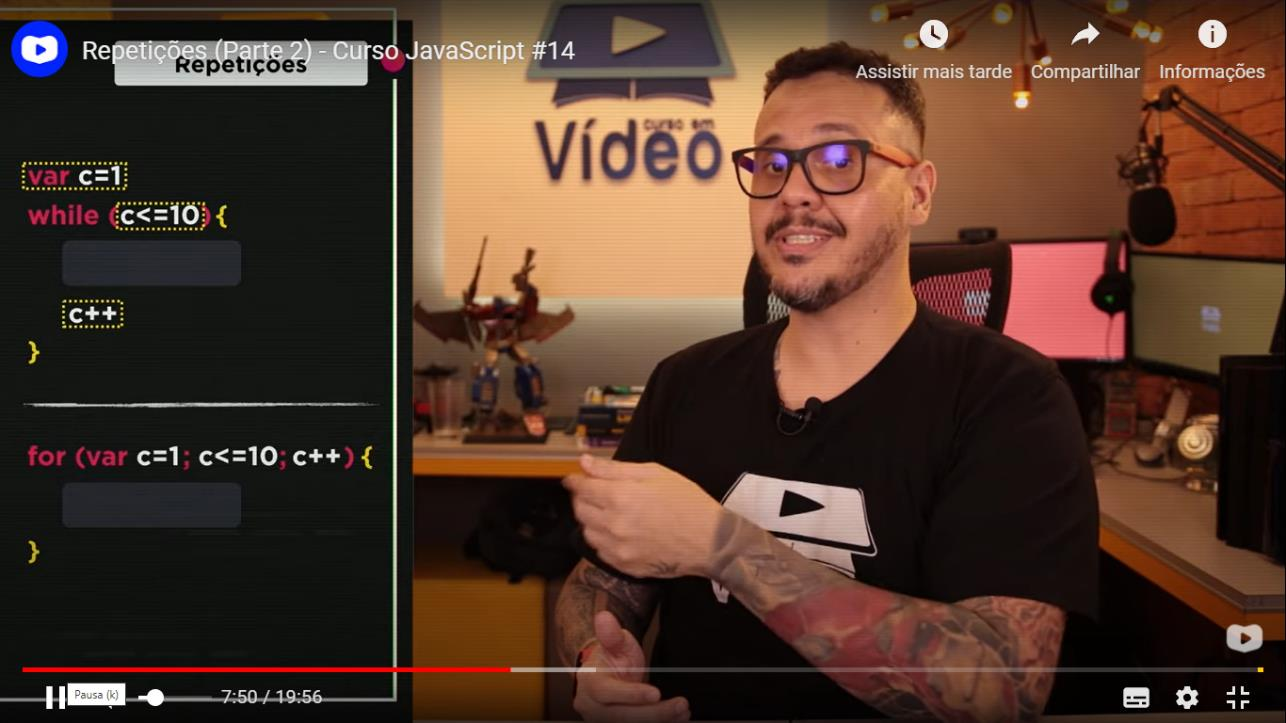 Repetições (Parte 2) - Curso JavaScript #14
Assistir mais tarde
Compartilhar
Informações
Repetições
curso em
Vídeo
var c=1
while (c<=10) {
c++
}
for (var c=1; c<=10; c++) {
}
Pausa (k)
7:50 / 19:56